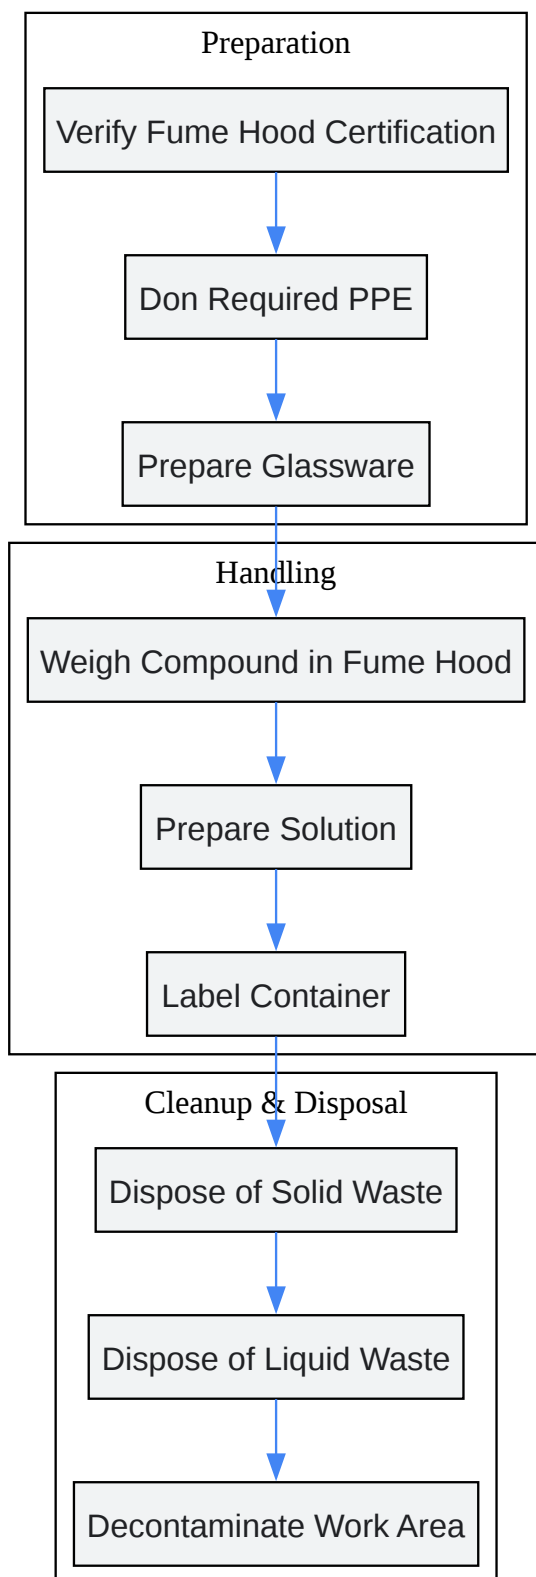 Preparation
Verify Fume Hood Certification
Don Required PPE
Prepare Glassware
Handling
Weigh Compound in Fume Hood
Prepare Solution
Label Container
Cleanup & Disposal
Dispose of Solid Waste
Dispose of Liquid Waste
Decontaminate Work Area